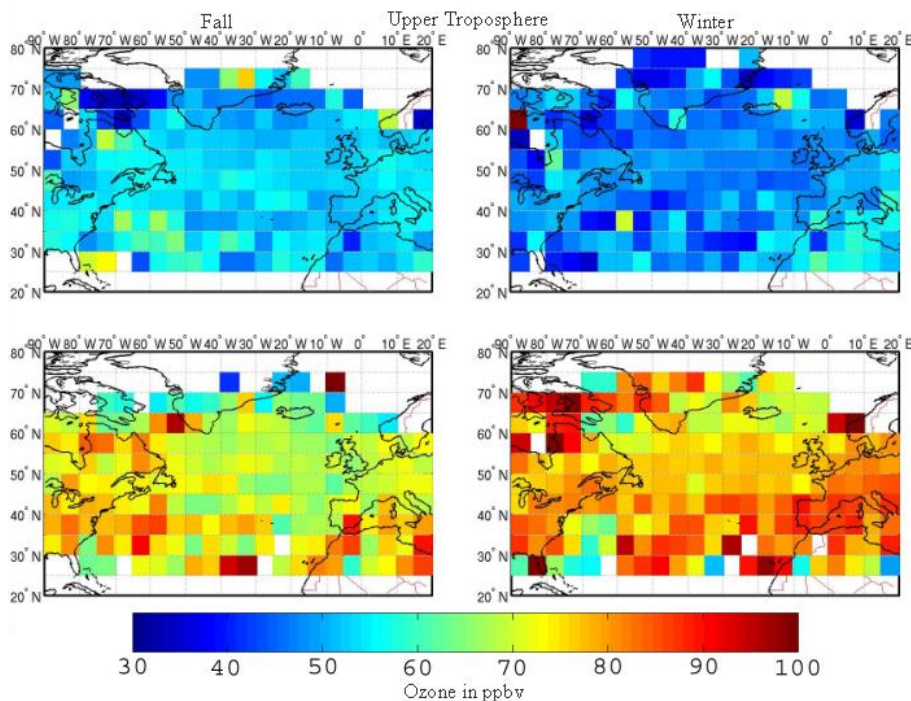 Fall Upper Troposphere Winter
90° W 80° W 70° W 60° W 50° W 40° W 30° W 20° W 10° W 0° 10° E 20° E
90° W 80° W 70° W 60° W 50° W 40° W 30° W 20° W 10° W 0° 10° E 20° E
80° N
70° N
60° N
50° N
40° N
30° N
20° N
80° N
70° N
60° N
50° N
40° N
30° N
20° N
90° W 80° W 70° W 60° W 50° W 40° W 30° W 20° W 10° W 0° 10° E 20° E
90° W 80° W 70° W 60° W 50° W 40° W 30° W 20° W 10° W 0° 10° E 20° E
80° N
70° N
60° N
50° N
40° N
30° N
20° N
80° N
70° N
60° N
50° N
40° N
30° N
20° N
30 40 50 60 70 80 90 100
Ozone in ppbv